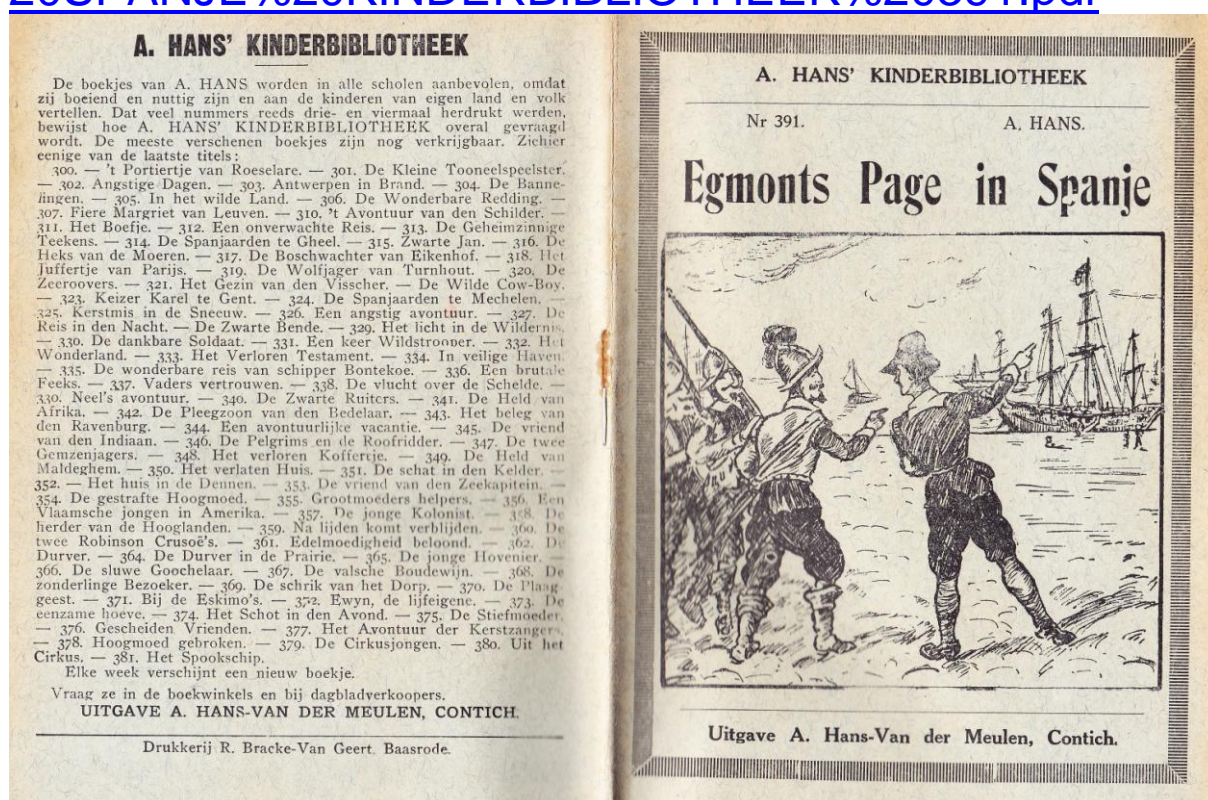 A. HANS' KINDERBIBLIOTHEEK
De boekjes van A. HANS worden in alle scholen aanbevolen, omdat
zij boeiend en nuttig zijn en aan de kinderen van eigen land en volk
vertellen. Dat veel nummers reeds drie- en viermaal herdrukt werden,
bewijst hoe A. HANS' KINDERBIBLIOTHEEK overal gevraagd
wordt. De meeste verschenen boekjes zijn nog verkrijgbaar. Ziehier
eenige van de laatste titels :
300. — 't Portiertje van Roeselare. — 301. De Kleine Tooneelspeelster.
— 302. Angstige Dagen. — 303. Antwerpen in Brand. — 304. De Banne-
lingen. — 305. In het wilde Land. — 306. De Wonderbare Redding. —
307. Fiere Margriet van Leuven. — 310, 't Avontuur van den Schilder. —
311. Het Boefje. — 312. Een onverwachte Reis. — 313. De Geheimzinnige
Teekens. — 314. De Spanjaarden te Gheel. — 315. Zwarte Jan. — 316. De
Heks van de Moeren. — 317. De Boschwachter van Eikenhof. — 318. Het
Juffertje van Parijs. — 319. De Wolfjager van Turnhout. — 320. De
Zeeroovers. — 321. Het Gezin van den Visscher. — De Wilde Cow-Boy.
— 323. Keizer Karel te Gent. — 324. De Spanjaarden te Mechelen. —
325. Kerstmis in de Sneeuw. — 326. Een angstig avontuur. — 327. De
Reis in den Nacht. — De Zwarte Bende. — 329. Het licht in de Wildernis.
— 330. De dankbare Soldaat. — 331. Een keer Wildstrooper. — 332. Het
Wonderland. — 333. Het Verloren Testament. — 334. In veilige Haven.
— 335. De wonderbare reis van schipper Bontekoe. — 336. Een brutale
Feeks. — 337. Vaders vertrouwen. — 338. De vlucht over de Schelde. —
330. Neel's avontuur. — 340. De Zwarte Ruiters. — 341. De Held van
Afrika. — 342. De Pleegzoon van den Bedelaar. — 343. Het beleg van
den Ravenburg. — 344. Een avontuurlijke vacantie. — 345. De vriend
van den Indiaan. — 346. De Pelgrims en de Roofridder. — 347. De twee
Gemzenjagers. — 348. Het verloren Koffertje. — 349. De Held van
Maldeghem. — 350. Het verlaten Huis. — 351. De schat in den Kelder. —
352. — Het huis in de Dennen. — 353. De vriend van den Zeekapitein. —
354. De gestrafte Hoogmoed. — 355. Grootmoeders helpers. — 356. Een
Vlaamsche jongen in Amerika. — 357. De jonge Kolonist. — 358. De
herder van de Hooglanden. — 359. Na lijden komt verblijden. — 360. De
twee Robinson Crusoë's. — 361. Edelmoedigheid beloond. — 362. De
Durver. — 364. De Durver in de Prairie. — 365. De jonge Hovenier. —
366. De sluwe Goochelaar. — 367. De valsche Boudewijn. — 368. De
zonderlinge Bezoeker. — 369. De schrik van het Dorp. — 370. De Plaag-
geest. — 371. Bij de Eskimo's. — 372. Ewyn, de lijfeigene. — 373. De
eenzame hoeve. — 374. Het Schot in den Avond. — 375. De Stiefmoeder.
— 376. Gescheiden Vrienden. — 377. Het Avontuur der Kerstzangers.
— 378. Hoogmoed gebroken. — 379. De Cirkusjongen. — 380. Uit het
Cirkus. — 381. Het Spookschip.
Elke week verschijnt een nieuw boekje.
Vraag ze in de boekwinkels en bij dagbladverkoopers.
UITGAVE A. HANS-VAN DER MEULEN, CONTICH.
Drukkerij R. Bracke-Van Geert. Baasrode.
A. HANS' KINDERBIBLIOTHEEK
Nr 391. A. HANS.
Egmonts Page in Spanje
Uitgave A. Hans-Van der Meulen, Contich.